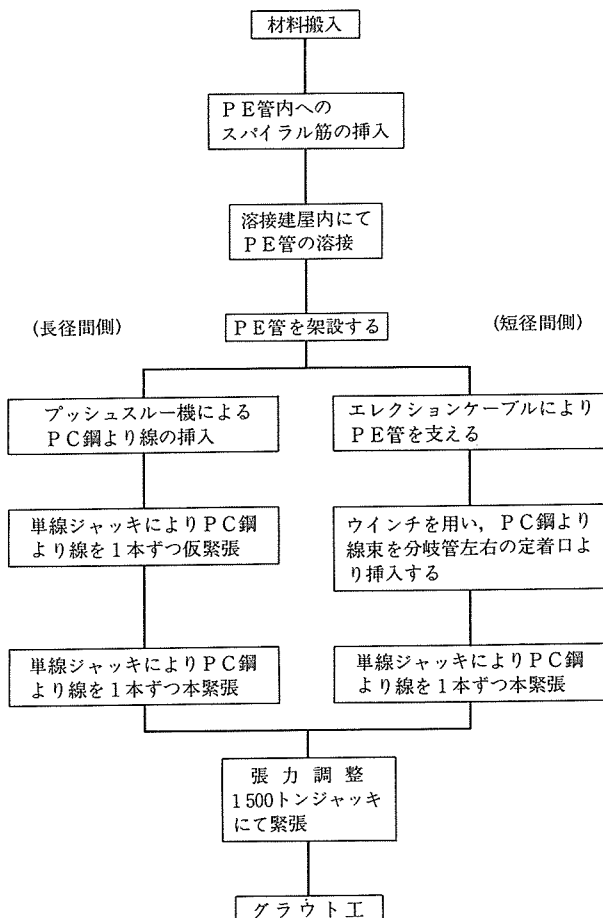 材料搬入
PE管内への
スパイラル筋の挿入
溶接建屋内にて
PE管の溶接
(長径間側)
PE管を架設する
(短径間側)
プッシュスルー機による
PC鋼より線の挿入
エレクションケーブルにより
PE管を支える
単線ジャッキによりPC鋼
より線を1本ずつ仮緊張
ウインチを用い,PC鋼より
線束を分岐管左右の定着口よ
り挿入する
単線ジャッキによりPC鋼
より線を1本ずつ本緊張
単線ジャッキによりPC鋼
より線を1本ずつ本緊張
張力調整
1500トンジャッキ
にて緊張
グラウト工